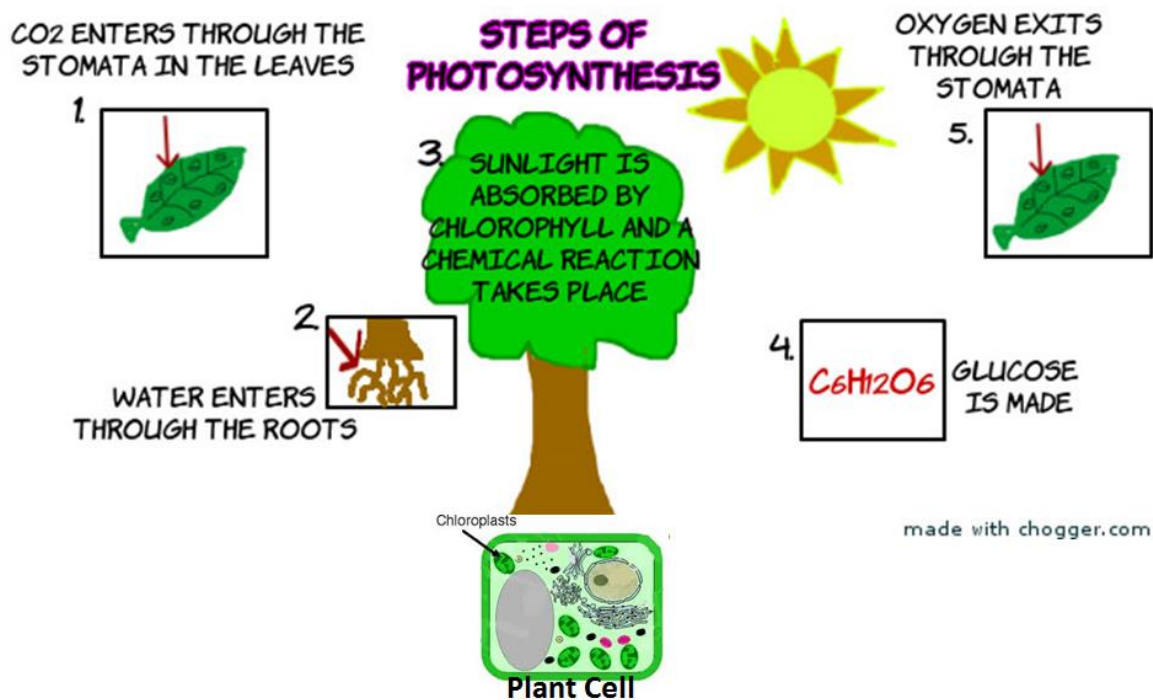 STEPS OF
PHOTOSYNTHESIS
CO2 ENTERS THROUGH THE
STOMATA IN THE LEAVES
1.
2.
WATER ENTERS
THROUGH THE ROOTS
3.
SUNLIGHT IS
ABSORBED BY
CHLOROPHYLL AND A
CHEMICAL REACTION
TAKES PLACE
4.
C6H12O6
GLUCOSE
IS MADE
OXYGEN EXITS
THROUGH THE
STOMATA
5.
made with chogger.com
Chloroplasts
Plant Cell